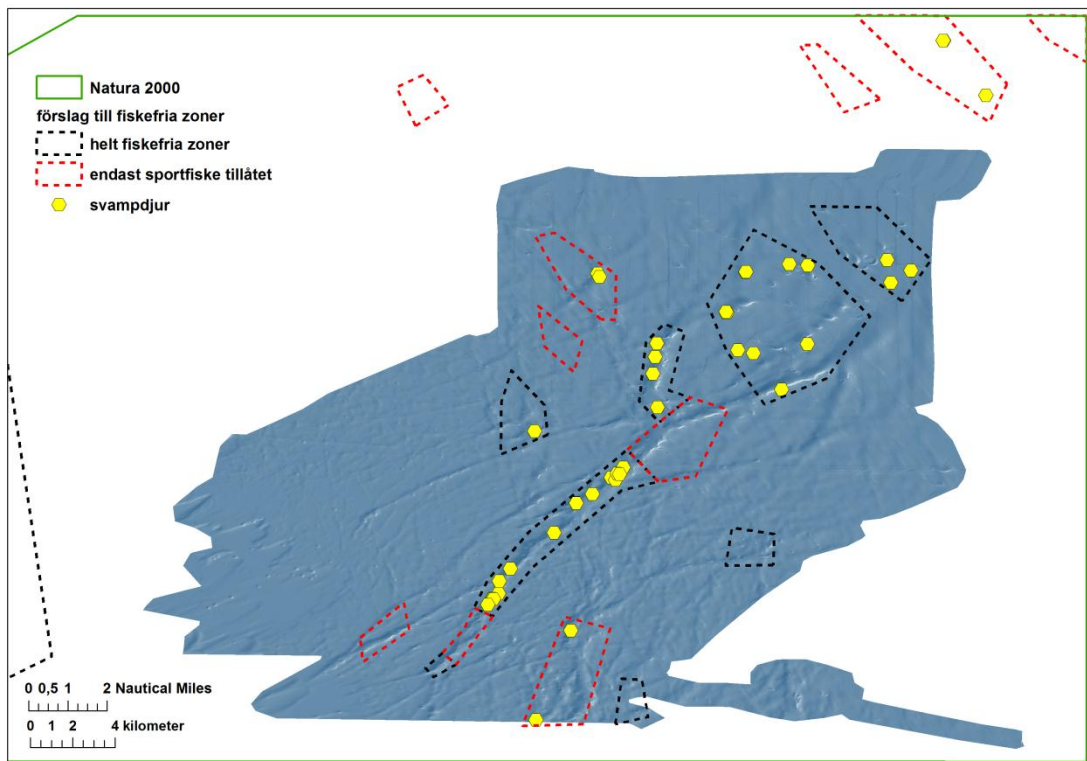 Natura 2000
förslag till fiskefria zoner
helt fiskefria zoner
endast sportfiske tillåtet
svampdjur
0 0,5 1 2 Nautical Miles
0 1 2 4 kilometer